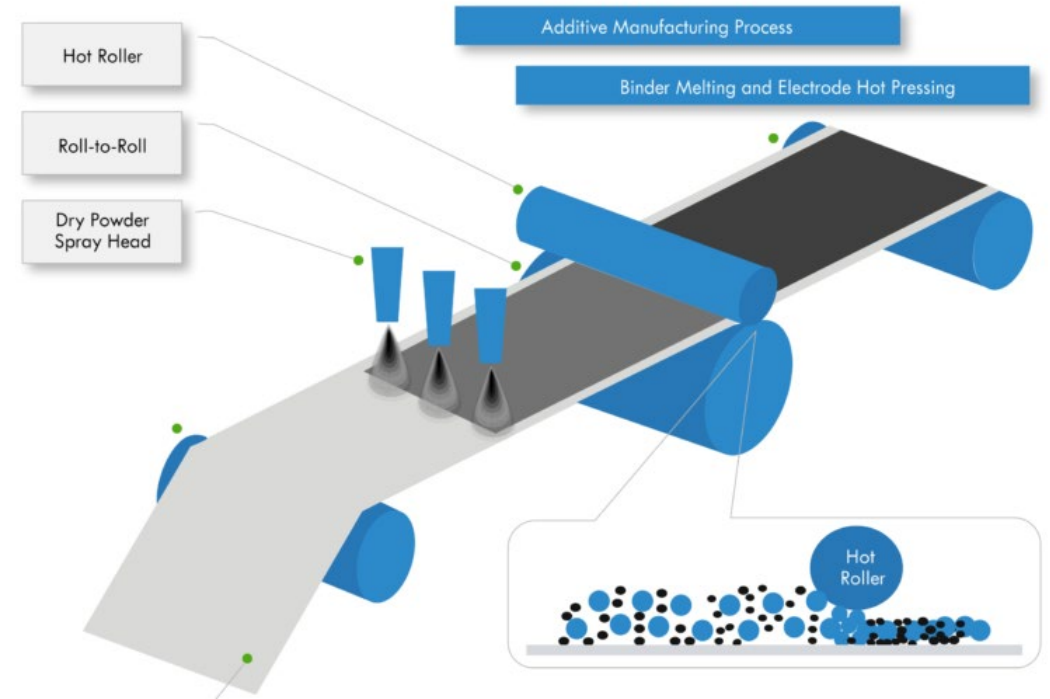 Additive Manufacturing Process
Binder Melting and Electrode Hot Pressing
Hot Roller
Roll-to-Roll
Dry Powder
Spray Head
Hot
Roller